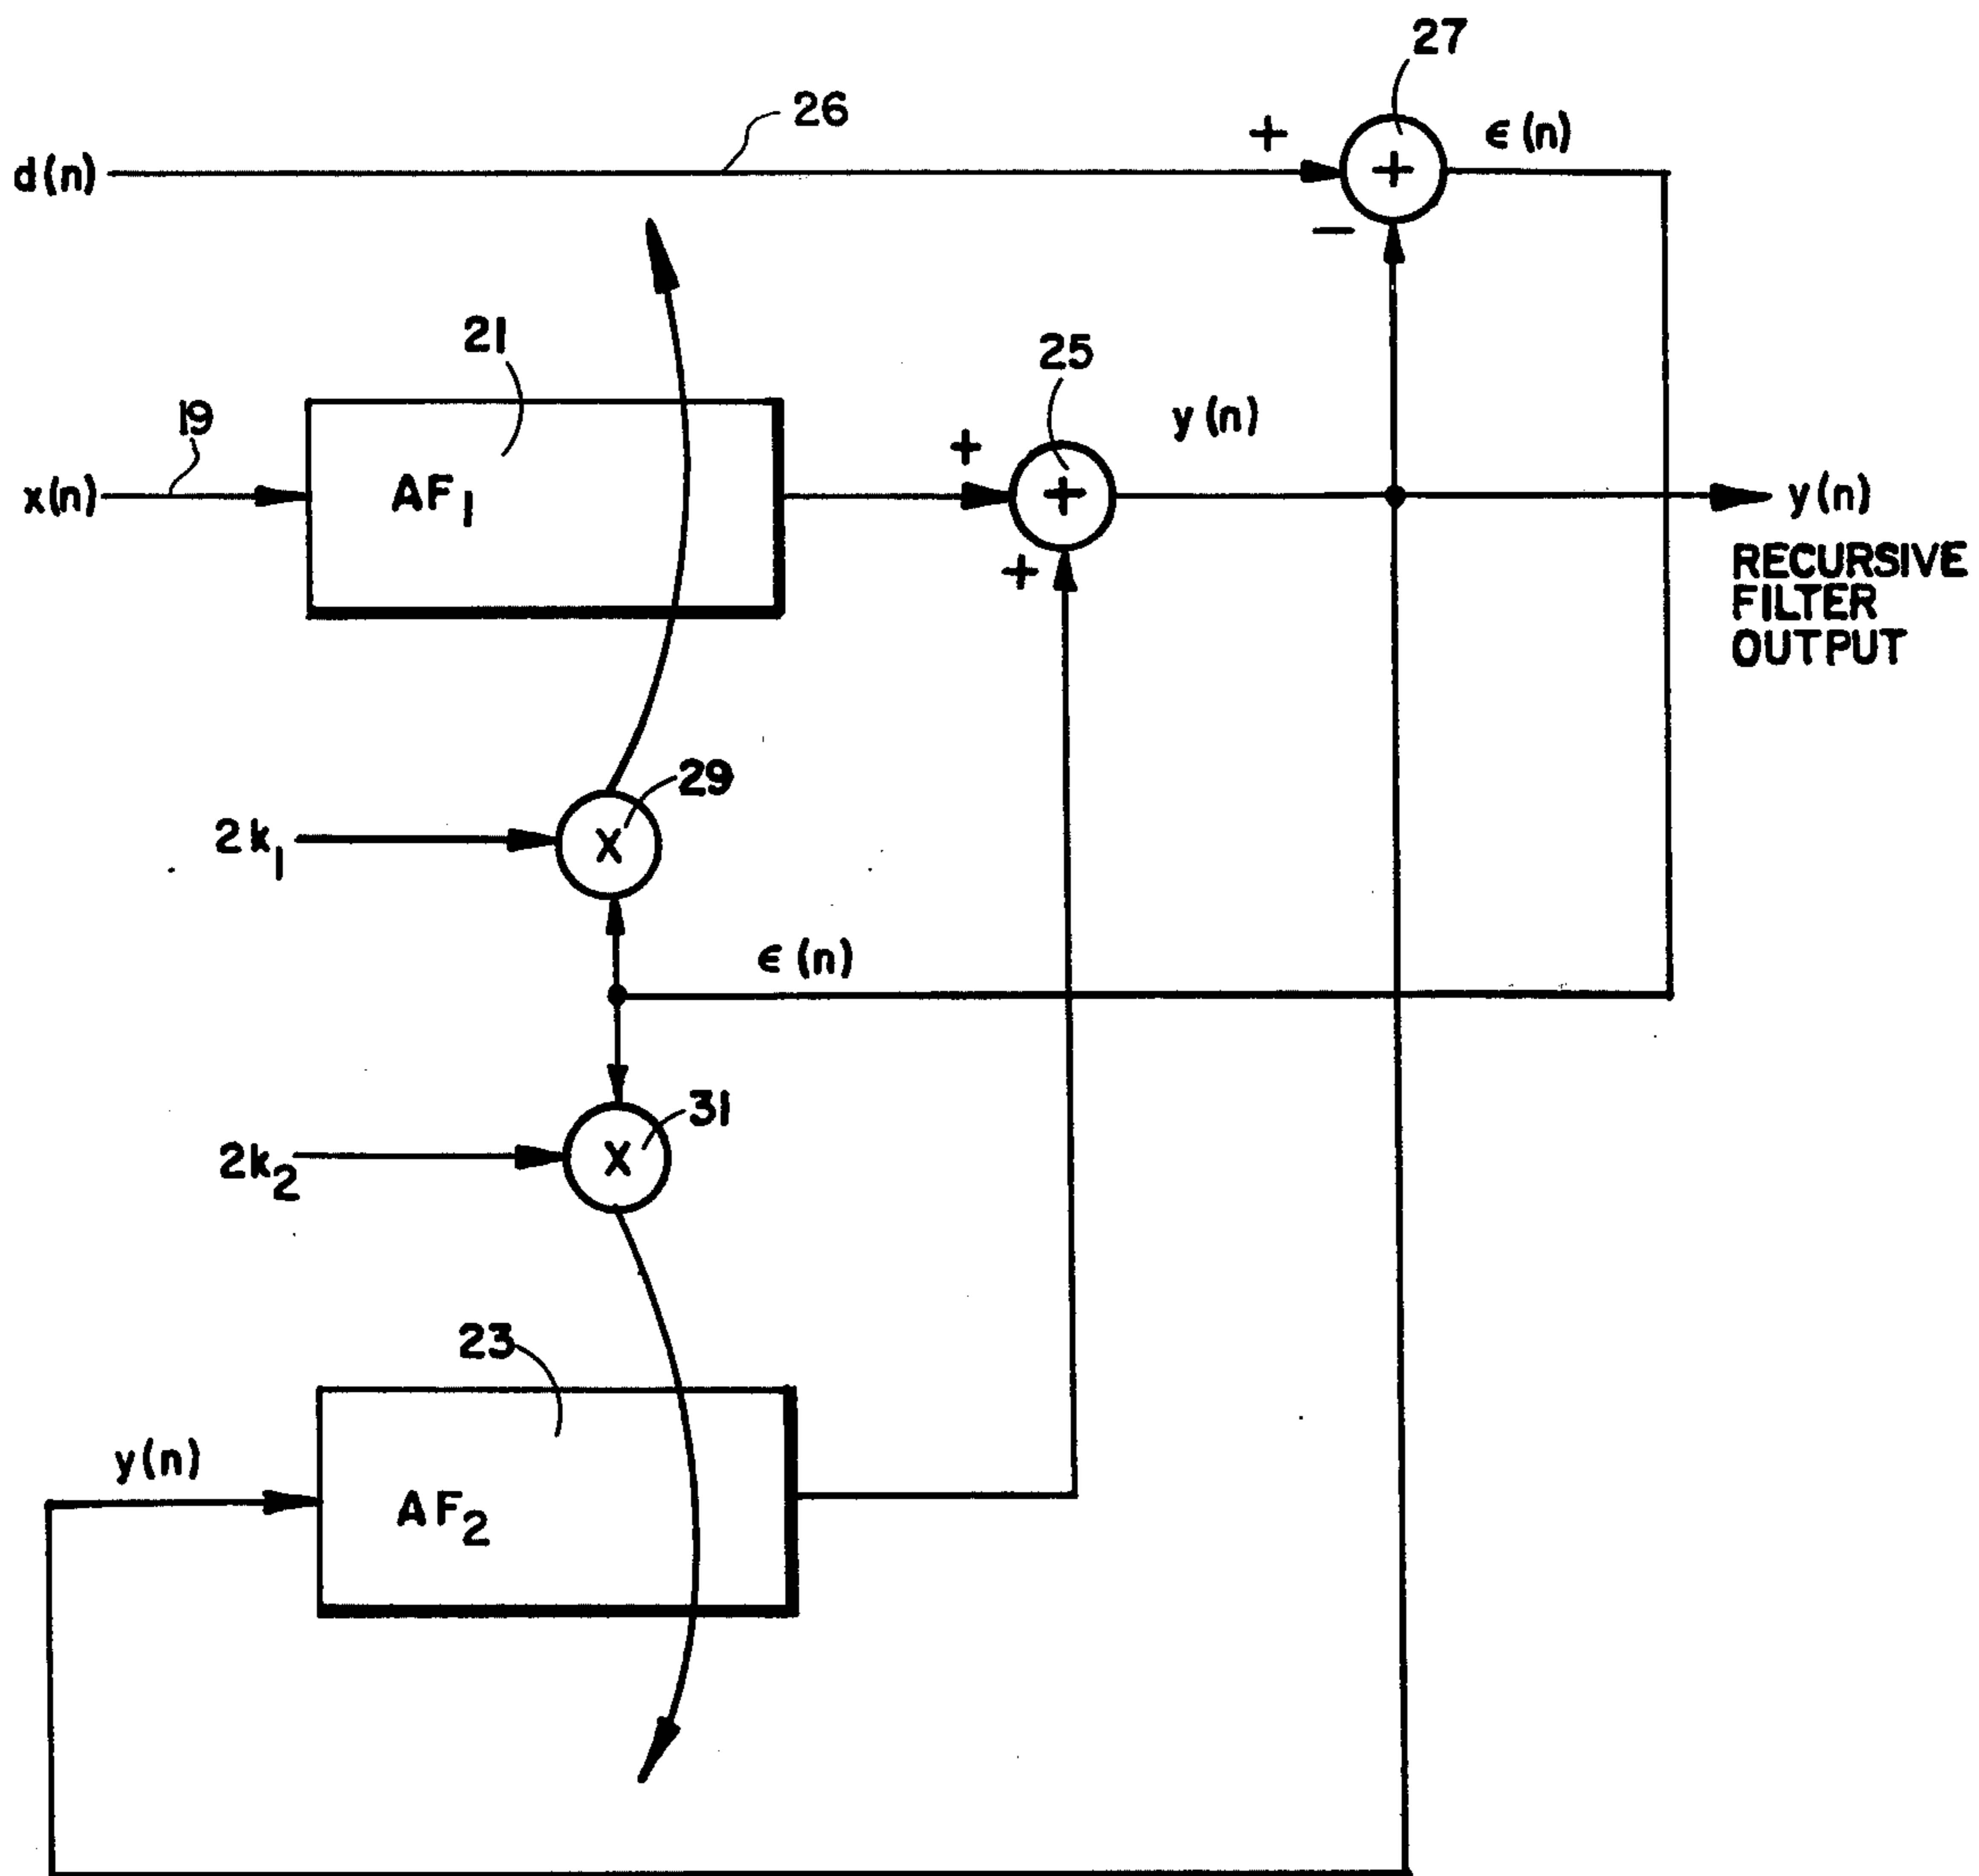 27
26
+
ϵ(n)
d(n)
+
−
21
25
19
y(n)
+
x(n)
AF₁
+
y(n)
+
RECURSIVE
FILTER
OUTPUT
29
2k₁
X
ϵ(n)
31
2k₂
X
23
y(n)
AF₂